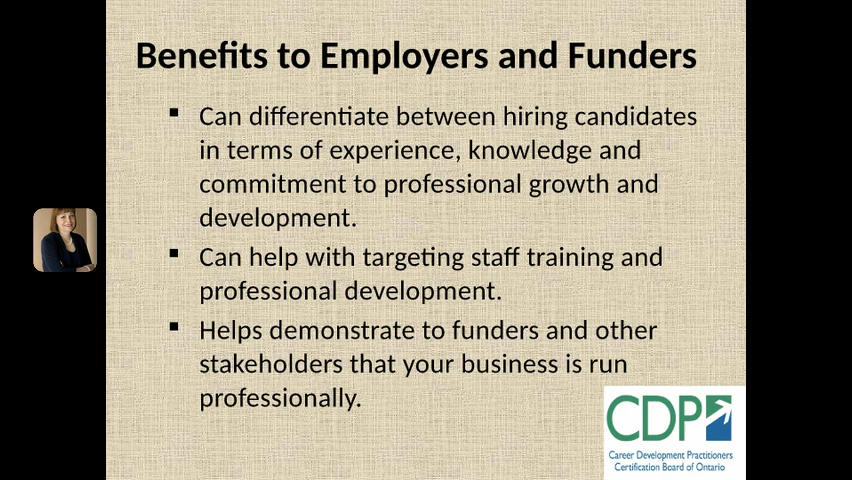 Benefits to Employers and Funders
▪ Can differentiate between hiring candidates
in terms of experience, knowledge and
commitment to professional growth and
development.
▪ Can help with targeting staff training and
professional development.
▪ Helps demonstrate to funders and other
stakeholders that your business is run
professionally.
CDP
Career Development Practitioners
Certification Board of Ontario